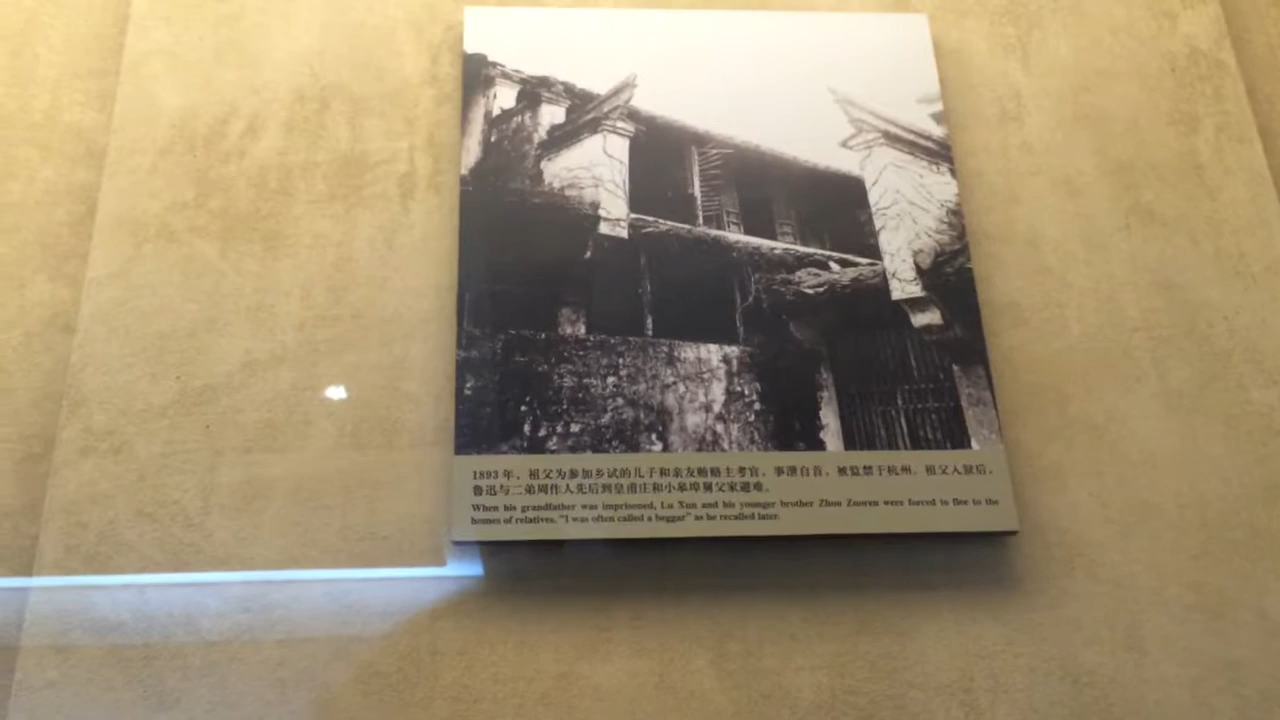 1893年，祖父为参加乡试的儿子和亲友贿赂主考官，事泄自首，被监禁于杭州。祖父入狱后，
鲁迅与二弟周作人先后到皇甫庄和小皋埠舅父家避难。
When his grandfather was imprisoned, Lu Xun and his younger brother Zhou Zuoren were forced to flee to the
homes of relatives. "I was often called a beggar" as he recalled later.